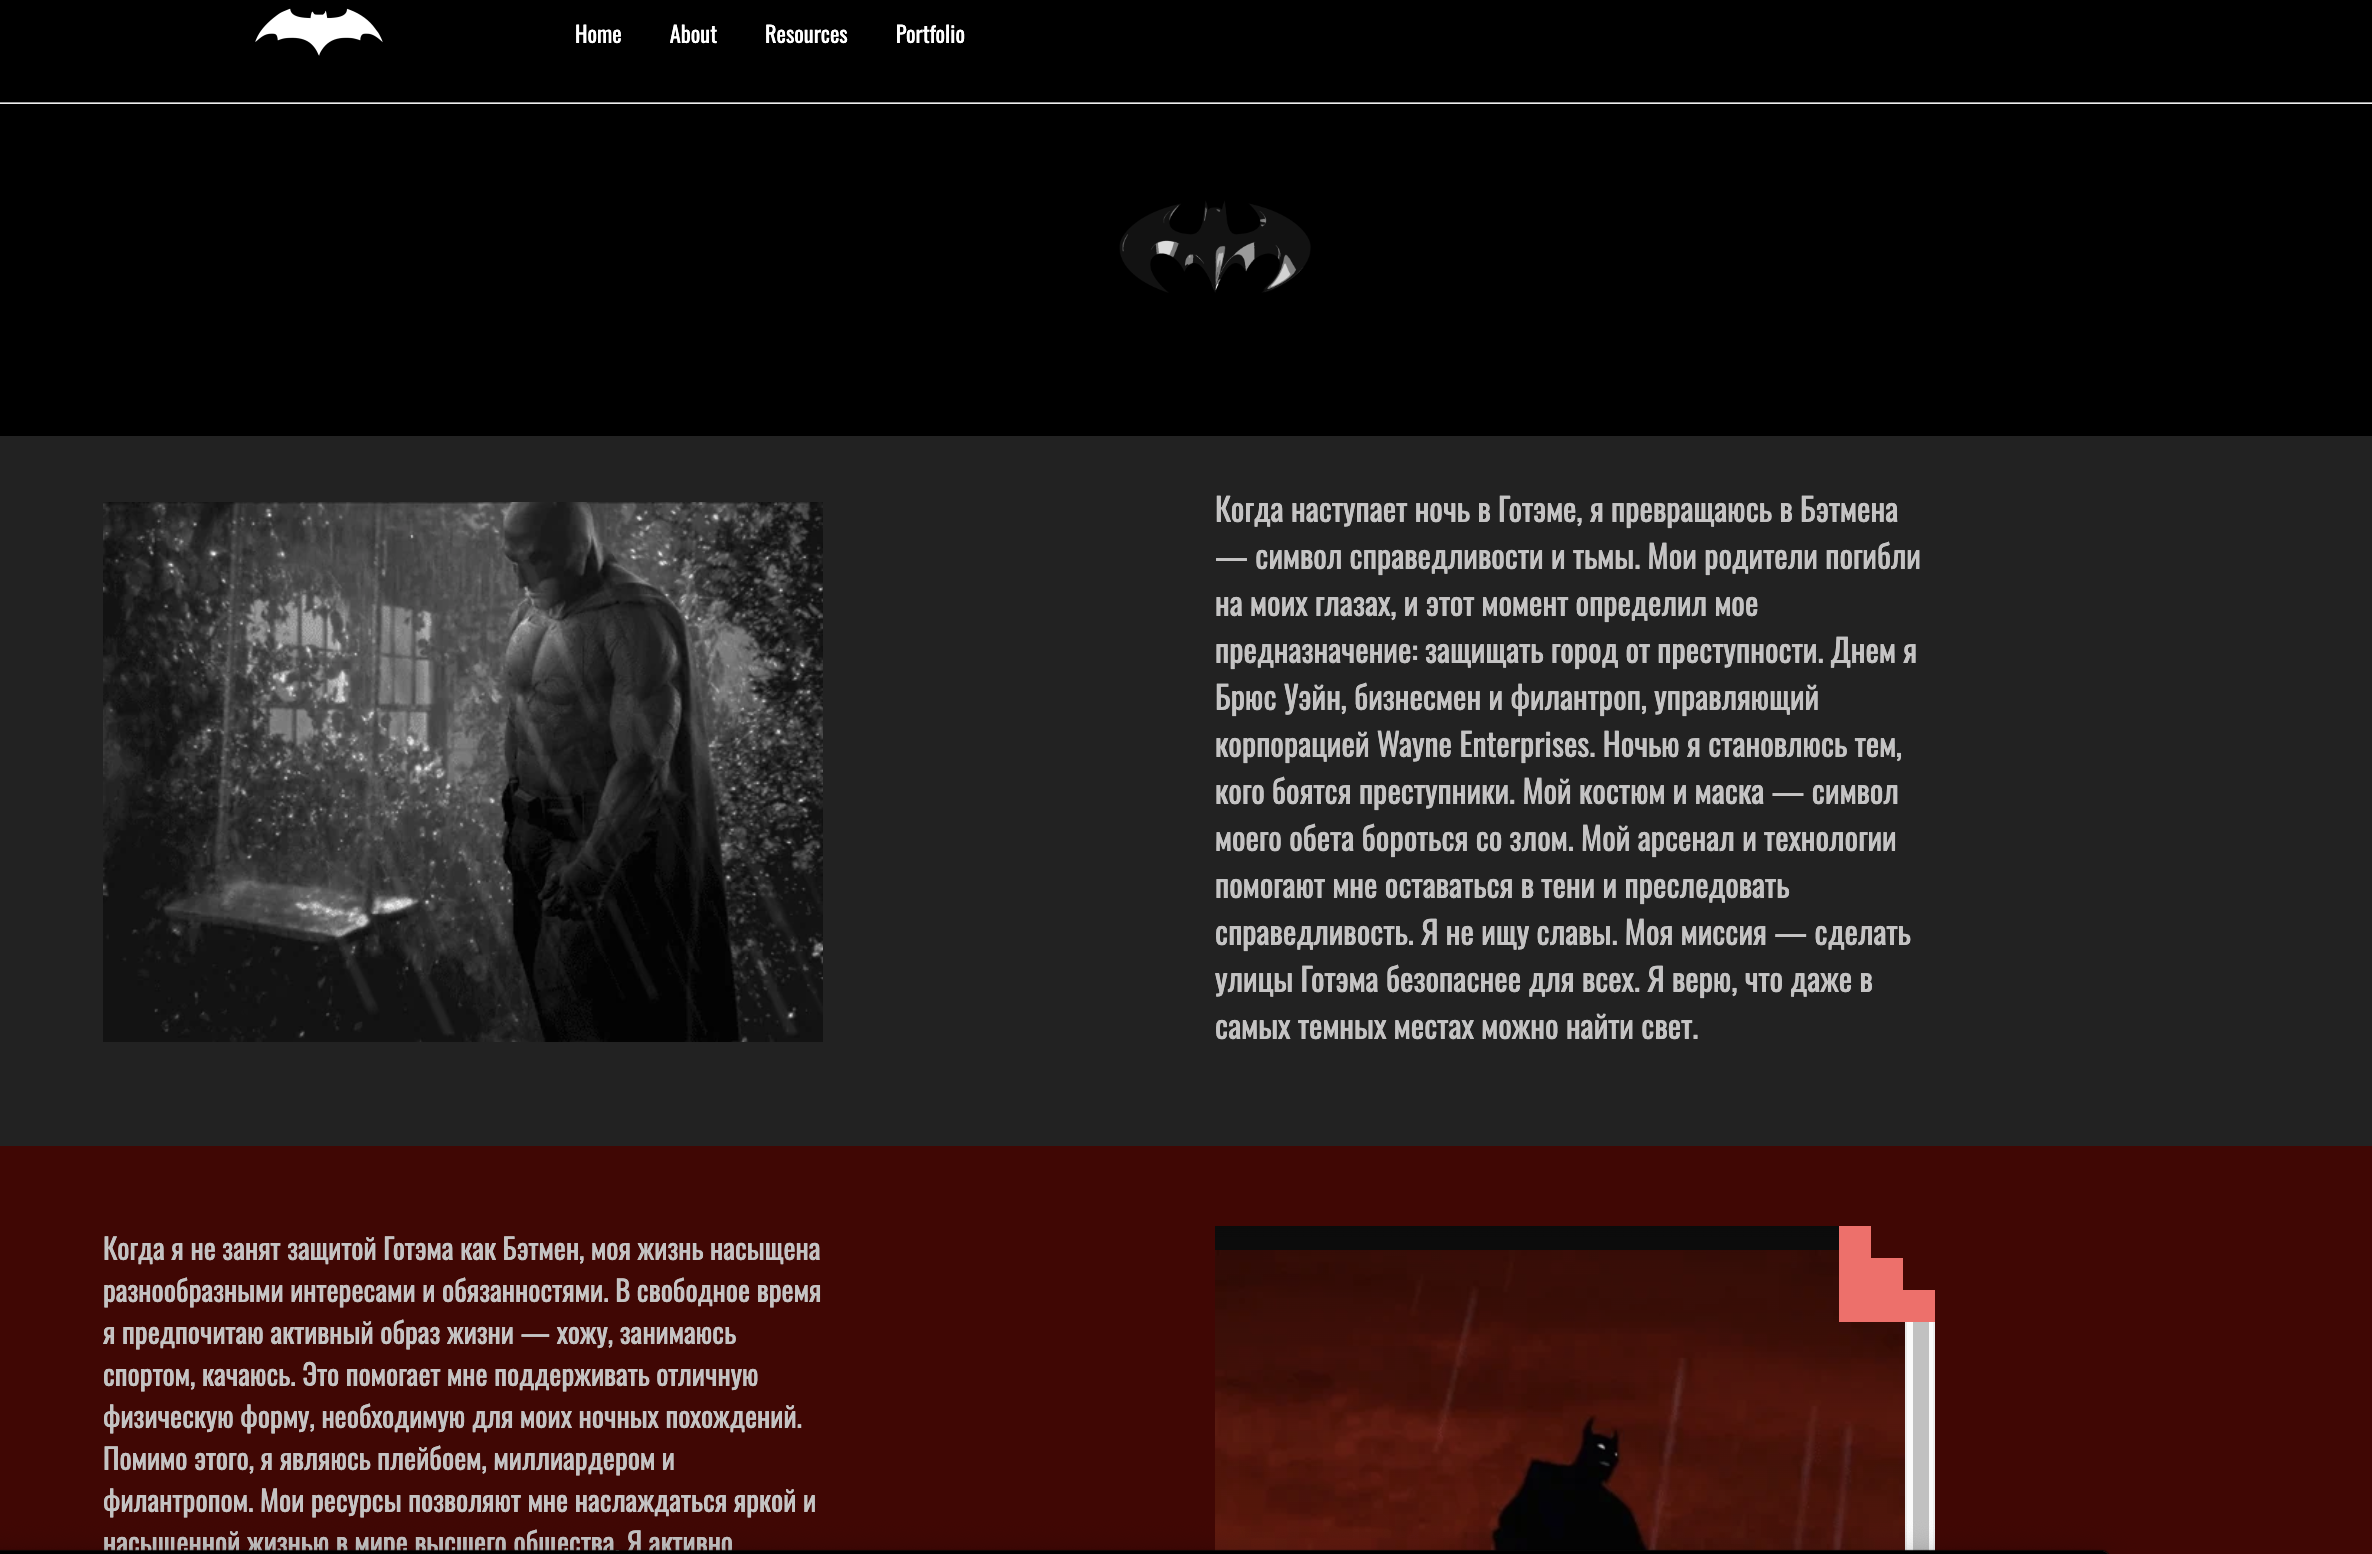 Home
About
Resources
Portfolio
Когда наступает ночь в Готэме, я превращаюсь в Бэтмена
— символ справедливости и тьмы. Мои родители погибли
на моих глазах, и этот момент определил мое
предназначение: защищать город от преступности. Днем я
Брюс Уэйн, бизнесмен и филантроп, управляющий
корпорацией Wayne Enterprises. Ночью я становлюсь тем,
кого боятся преступники. Мой костюм и маска — символ
моего обета бороться со злом. Мой арсенал и технологии
помогают мне оставаться в тени и преследовать
справедливость. Я не ищу славы. Моя миссия — сделать
улицы Готэма безопаснее для всех. Я верю, что даже в
самых темных местах можно найти свет.
Когда я не занят защитой Готэма как Бэтмен, моя жизнь насыщена
разнообразными интересами и обязанностями. В свободное время
я предпочитаю активный образ жизни — хожу, занимаюсь
спортом, качаюсь. Это помогает мне поддерживать отличную
физическую форму, необходимую для моих ночных похождений.
Помимо этого, я являюсь плейбоем, миллиардером и
филантропом. Мои ресурсы позволяют мне наслаждаться яркой и
насыщенной жизнью в мире высшего общества. Я активно